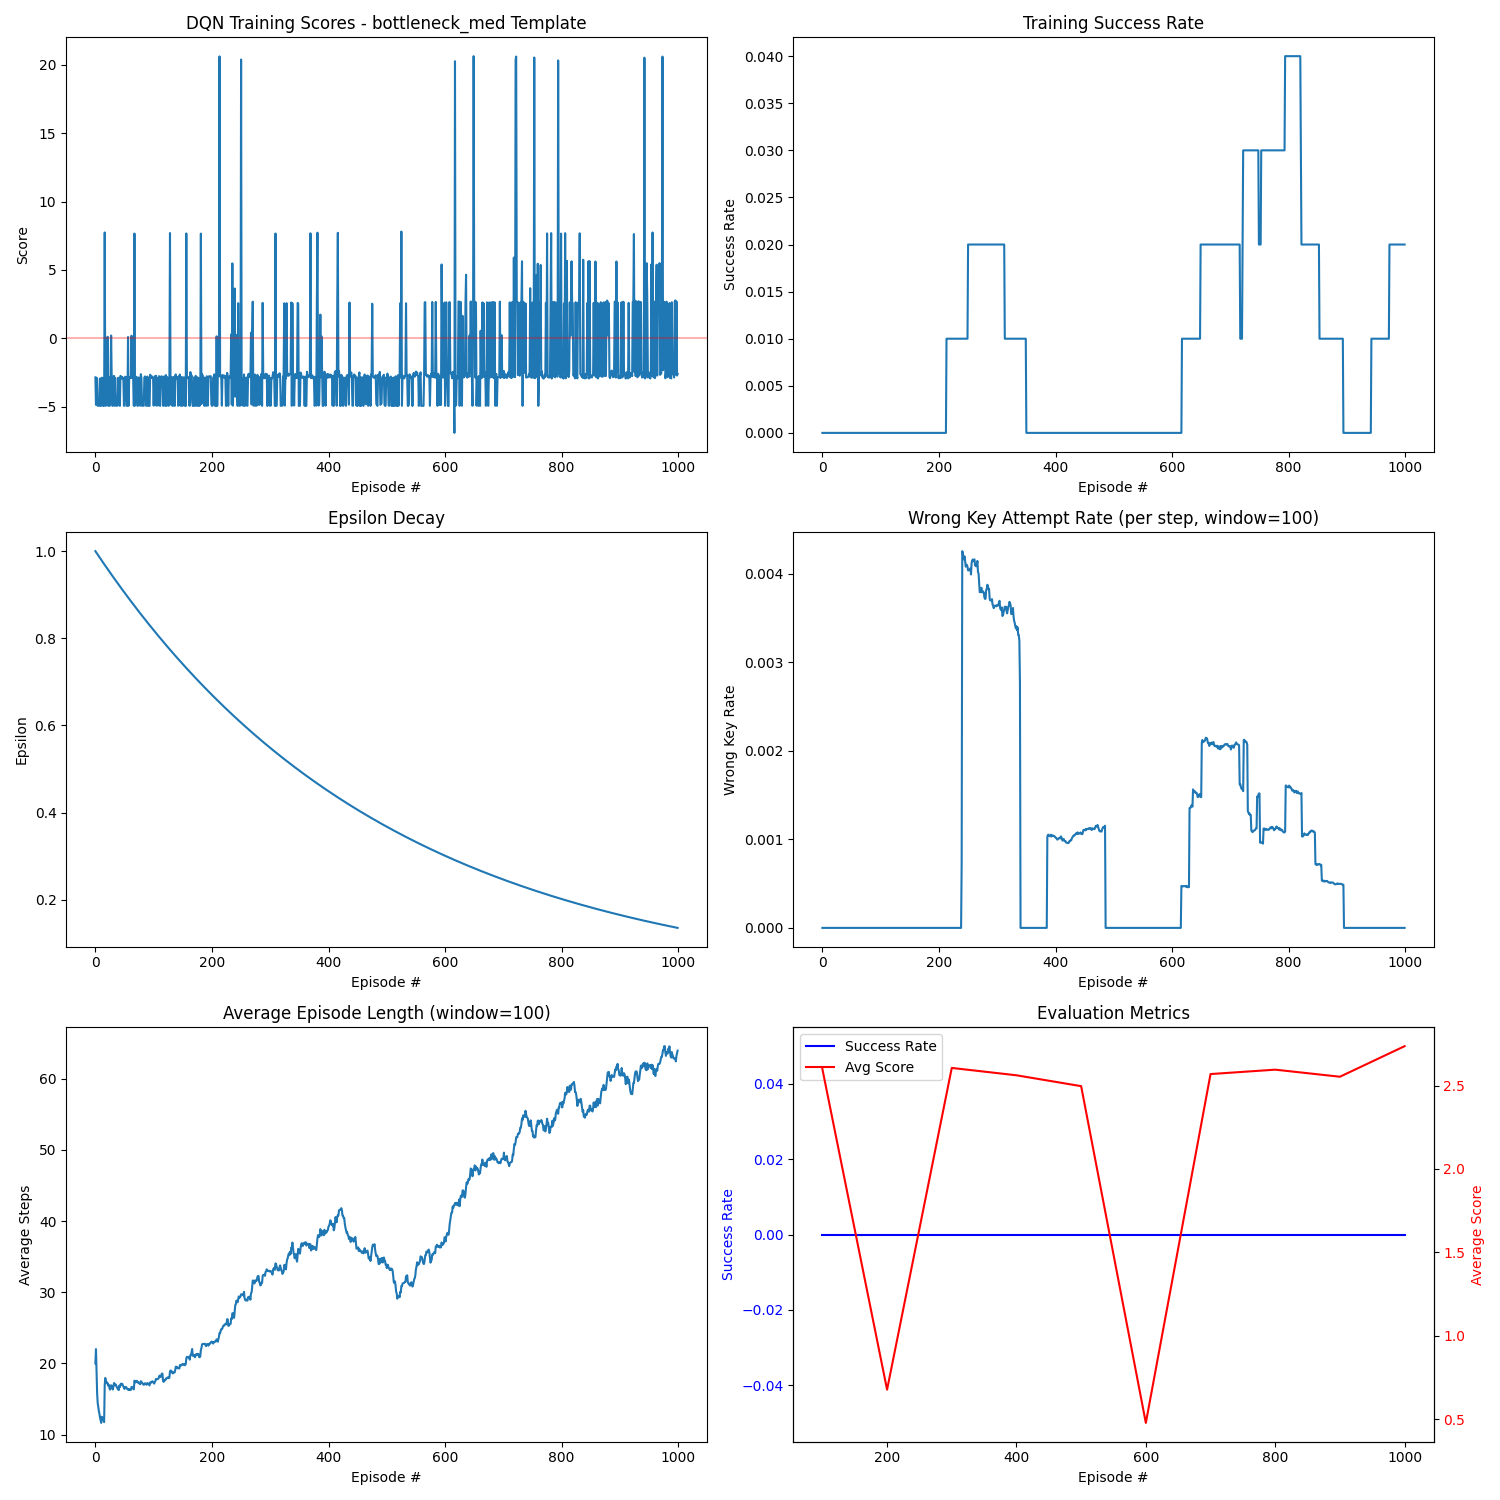 DQN Training Scores - bottleneck_med Template
Score
20
15
10
5
0
−5
0 200 400 600 800 1000
Episode #
Training Success Rate
Success Rate
0.040
0.035
0.030
0.025
0.020
0.015
0.010
0.005
0.000
0 200 400 600 800 1000
Episode #
Epsilon Decay
Epsilon
1.0
0.8
0.6
0.4
0.2
0 200 400 600 800 1000
Episode #
Wrong Key Attempt Rate (per step, window=100)
Wrong Key Rate
0.004
0.003
0.002
0.001
0.000
0 200 400 600 800 1000
Episode #
Average Episode Length (window=100)
Average Steps
60
50
40
30
20
10
0 200 400 600 800 1000
Episode #
Evaluation Metrics
Success Rate
Avg Score
Success Rate
0.04
0.02
0.00
−0.02
−0.04
2.5
2.0
1.5
1.0
0.5
Average Score
200 400 600 800 1000
Episode #